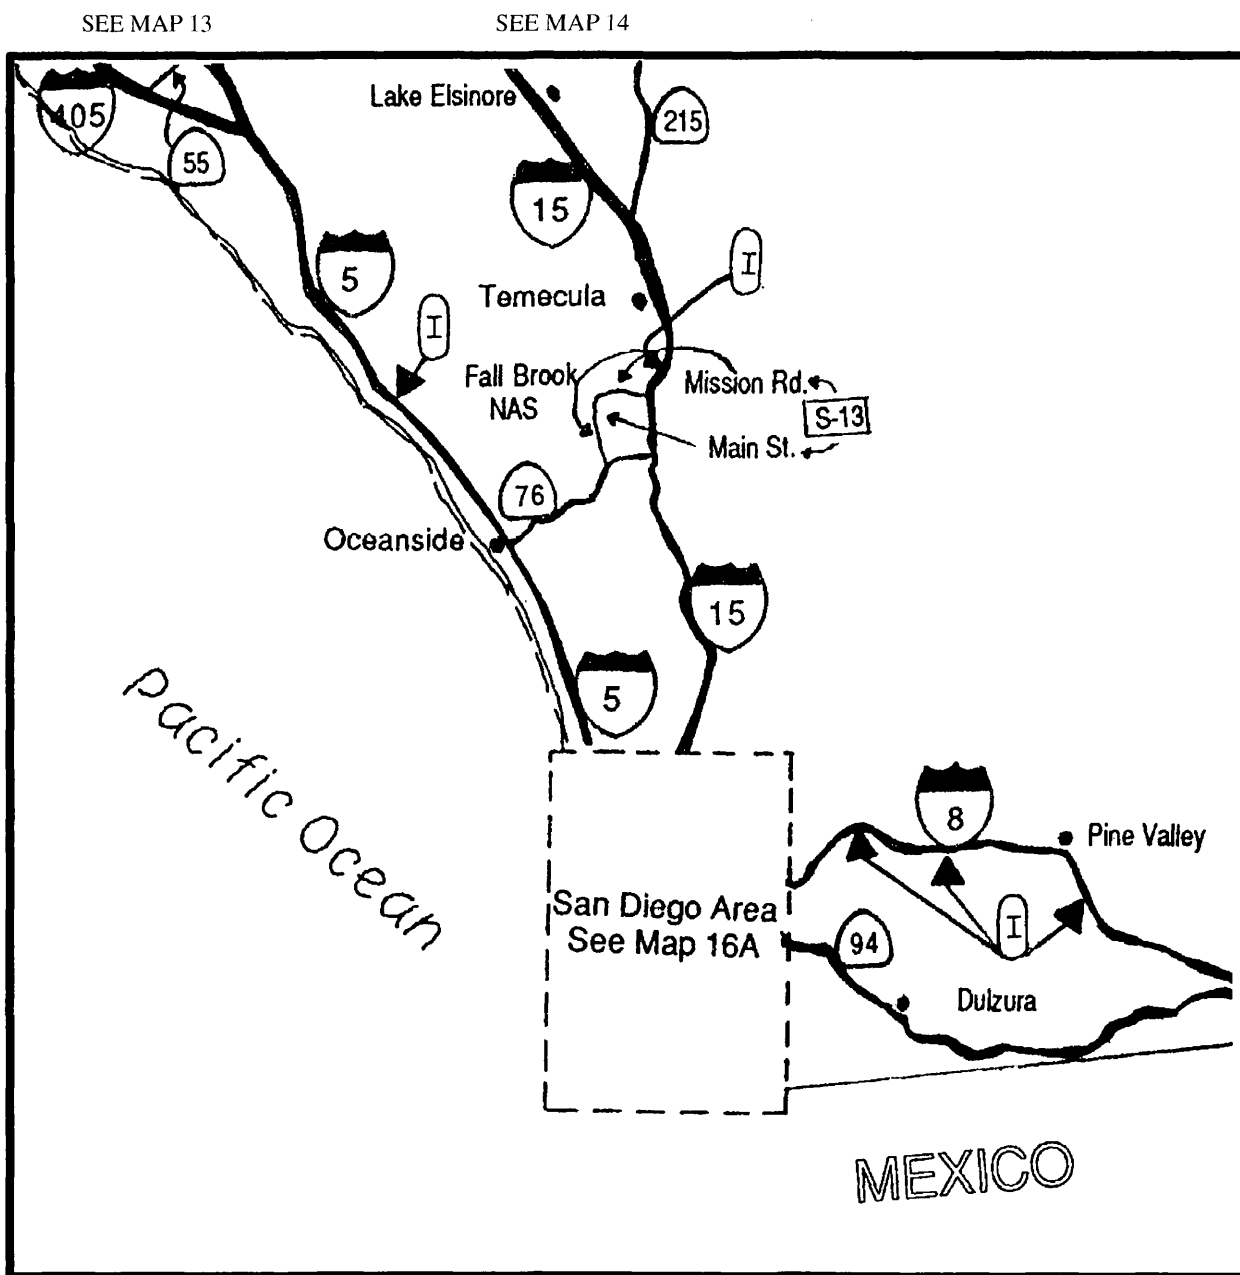 SEE MAP 13
SEE MAP 14
405
55
Lake Elsinore
215
15
5
I
Temecula
I
Fall Brook
NAS
Mission Rd.
S-13
Main St.
76
Oceanside
15
5
Pacific Ocean
8
Pine Valley
San Diego Area
See Map 16A
94
I
Dulzura
MEXICO